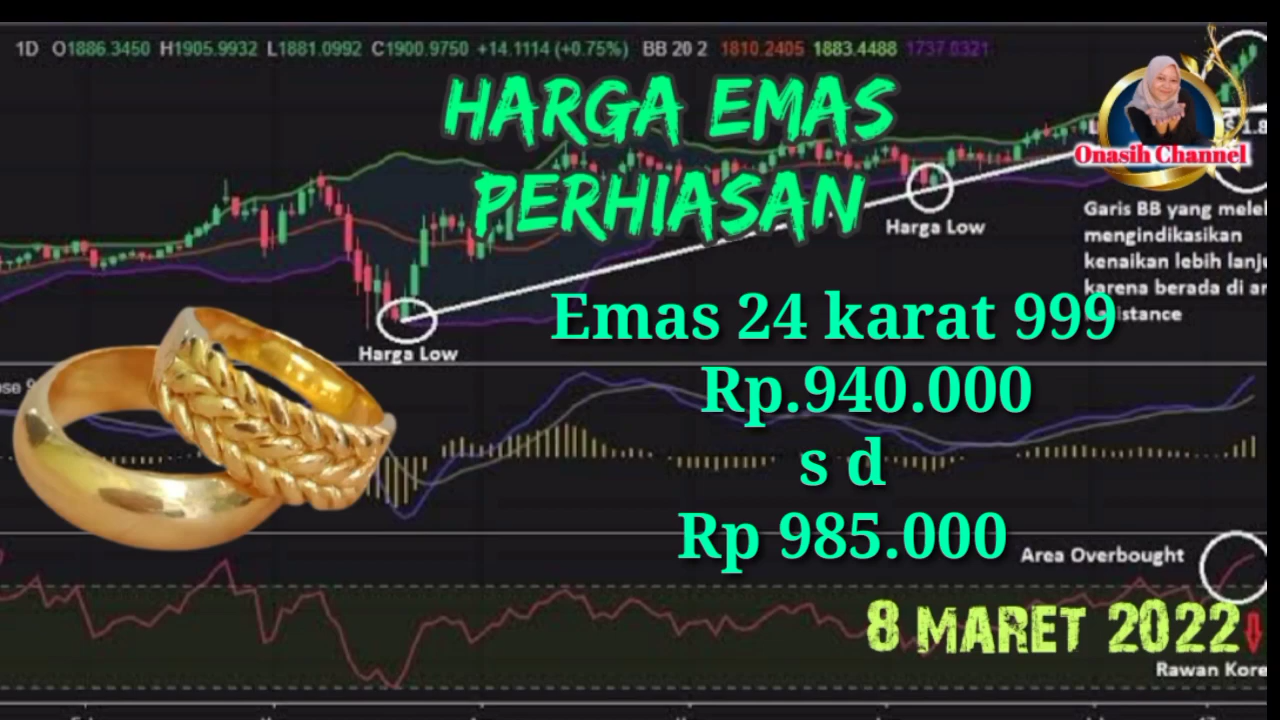 1D O1886.3450 H1905.9932 L1881.0992 C1900.9750 +14.1114 (+0.75%) BB 20 2 1810.2405 1883.4488 1737.0321
HARGA EMAS
PERHIASAN
Onasih Channel
Harga Low
Garis BB yang
mengindikasikan
kenaikan lebih
karena berada di
Emas 24 karat 999
Harga Low
Rp.940.000
s d
Rp 985.000
Area Overbought
8 MARET 2022
Rawan